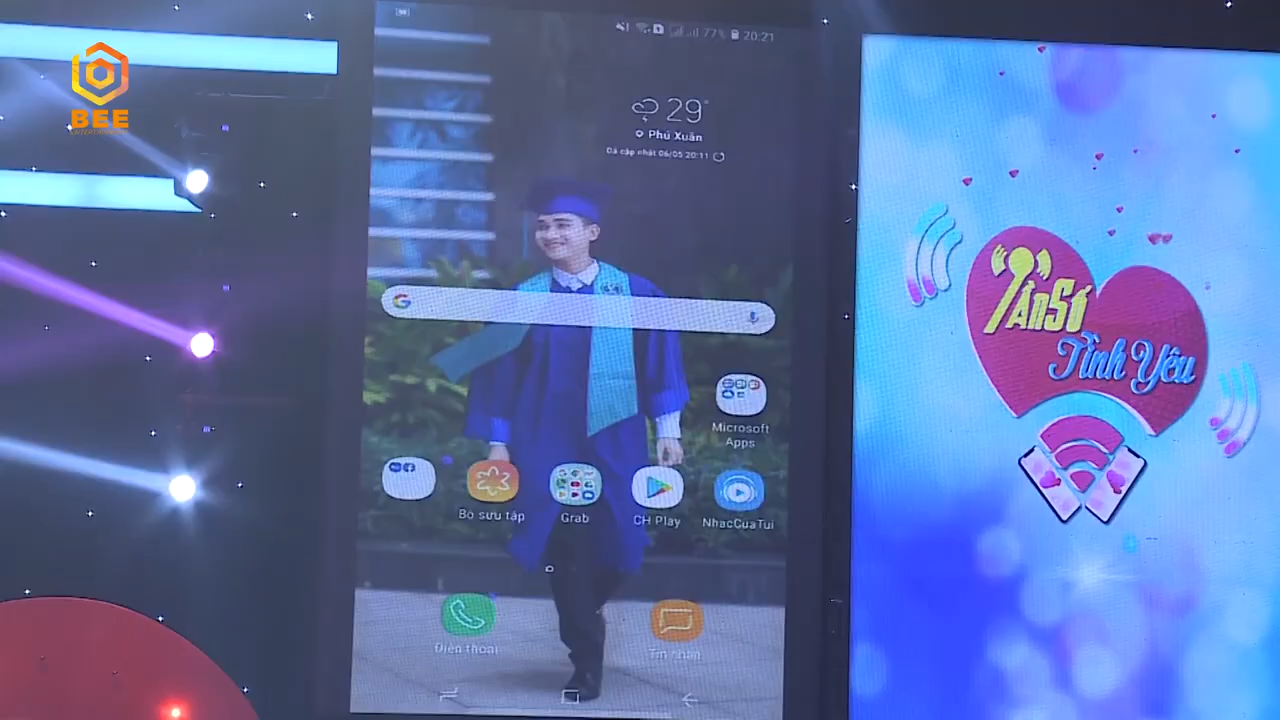 BEE
77% 20:21
29°
Phú Xuân
Đã cập nhật 06/05 20:11
G
Microsoft
Apps
Bộ sưu tập
Grab
CH Play
NhacCuaTui
Điện thoại
Tin nhắn
Tần Số
Tình Yêu